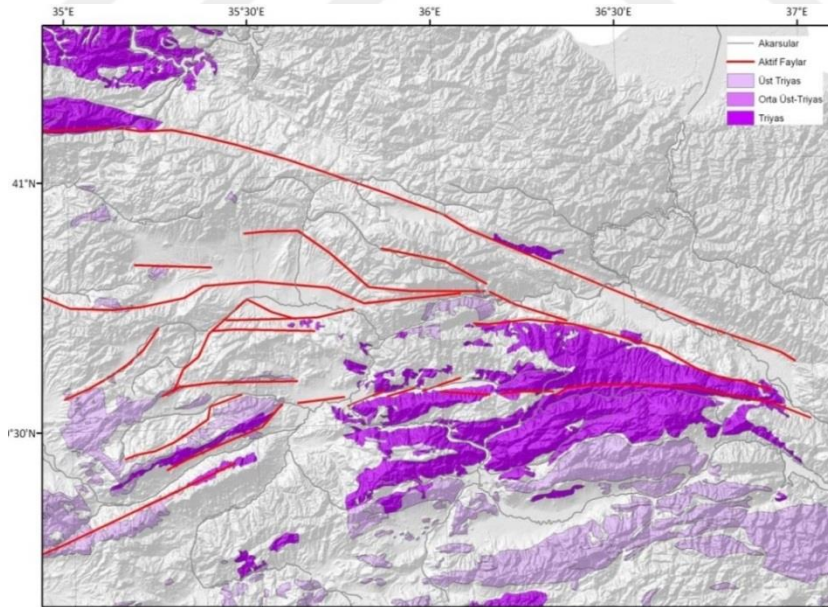 35°E 35°30'E 36°E 36°30'E 37°E
Akarsular
Aktif Faylar
Üst Triyas
Orta Üst-Triyas
Triyas
41°N
30'N